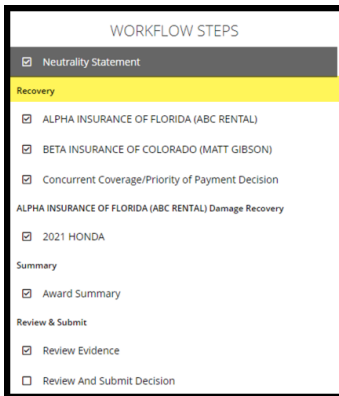 WORKFLOW STEPS
Neutrality Statement
Recovery
ALPHA INSURANCE OF FLORIDA (ABC RENTAL)
BETA INSURANCE OF COLORADO (MATT GIBSON)
Concurrent Coverage/Priority of Payment Decision
ALPHA INSURANCE OF FLORIDA (ABC RENTAL) Damage Recovery
2021 HONDA
Summary
Award Summary
Review & Submit
Review Evidence
Review And Submit Decision